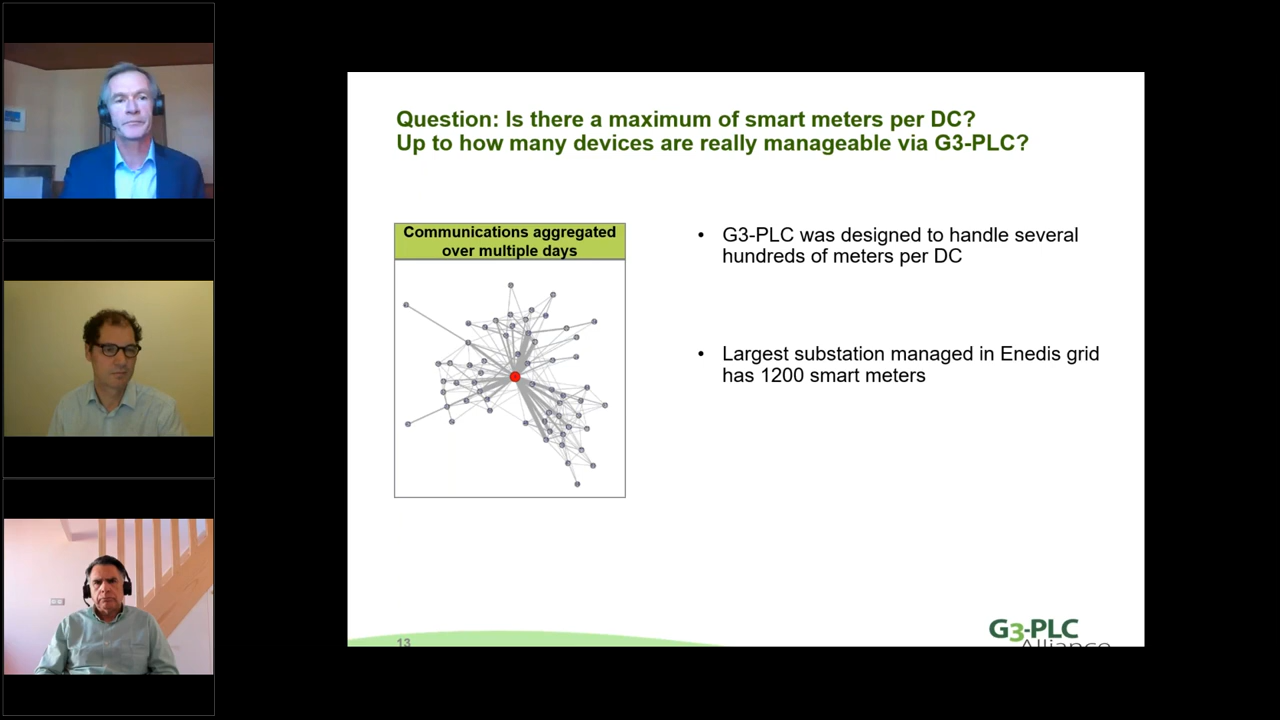 Question: Is there a maximum of smart meters per DC?
Up to how many devices are really manageable via G3-PLC?
Communications aggregated
over multiple days
• G3-PLC was designed to handle several
hundreds of meters per DC
• Largest substation managed in Enedis grid
has 1200 smart meters
13
G3-PLC
Alliance